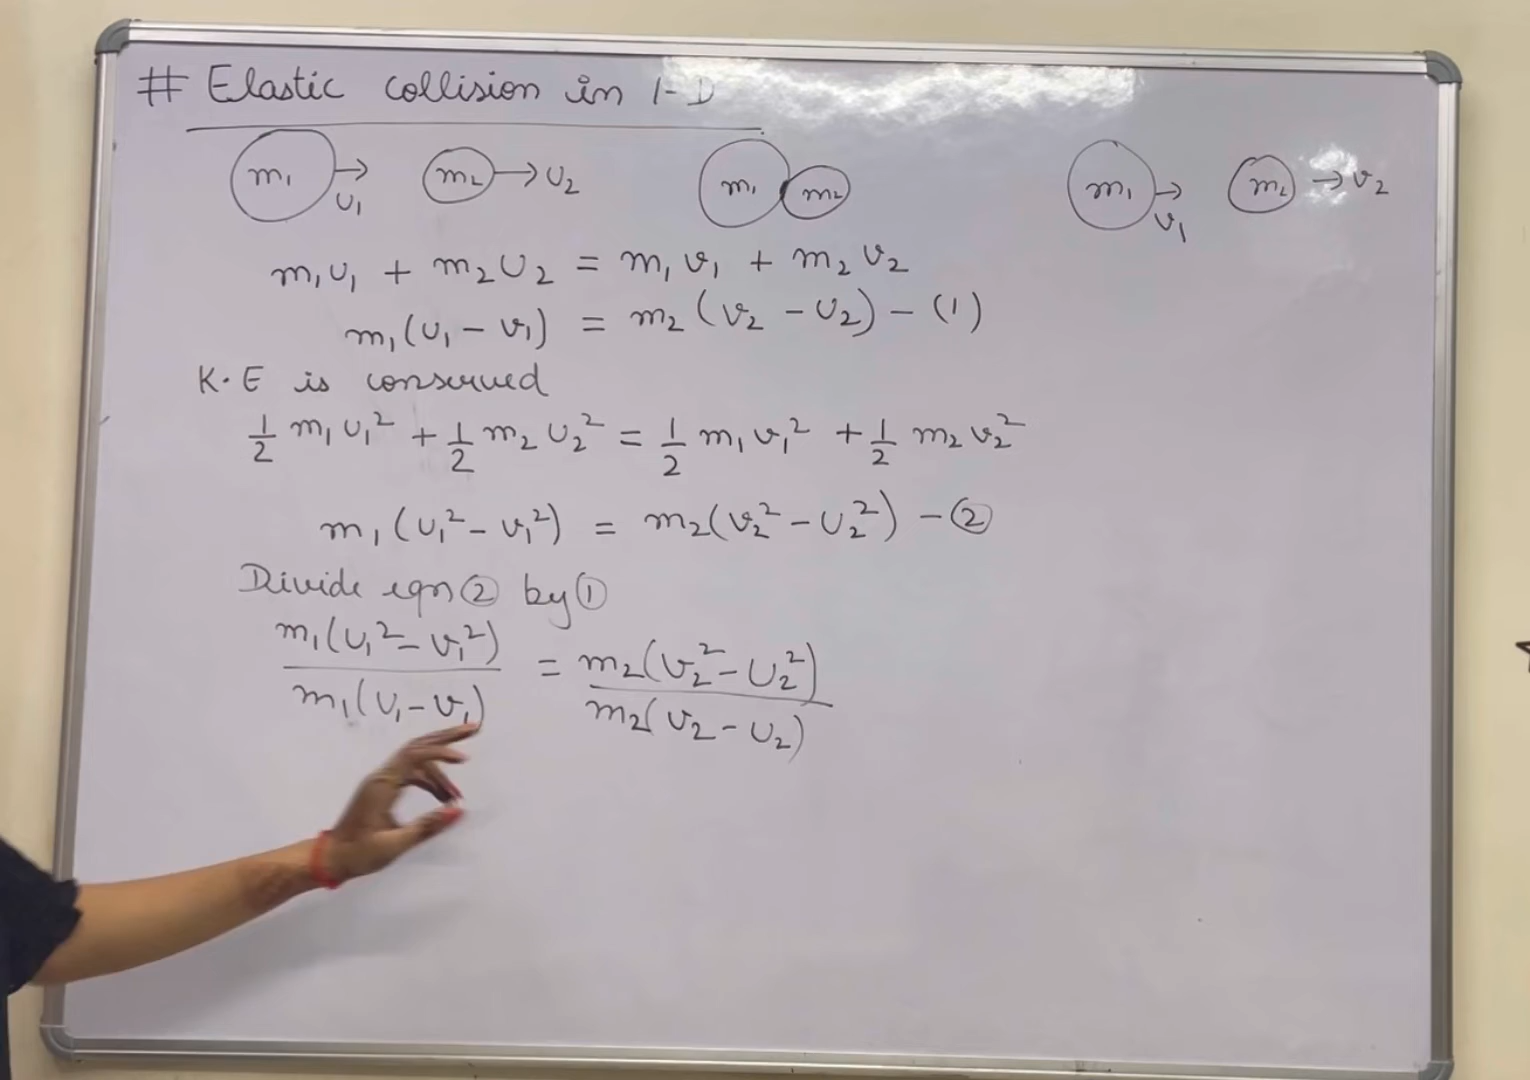 # Elastic collision in 1-D
m₁ → U₁ m₂ → U₂ m₁ m₂ m₁ → v₁ m₂ → v₂
m₁U₁ + m₂U₂ = m₁v₁ + m₂v₂
m₁(U₁ - v₁) = m₂(v₂ - U₂) - (1)
K.E is conserved
1/2 m₁U₁² + 1/2 m₂U₂² = 1/2 m₁v₁² + 1/2 m₂v₂²
m₁(U₁² - v₁²) = m₂(v₂² - U₂²) - ②
Divide eqn ② by ①
m₁(U₁² - v₁²) / m₁(U₁ - v₁) = m₂(v₂² - U₂²) / m₂(v₂ - U₂)